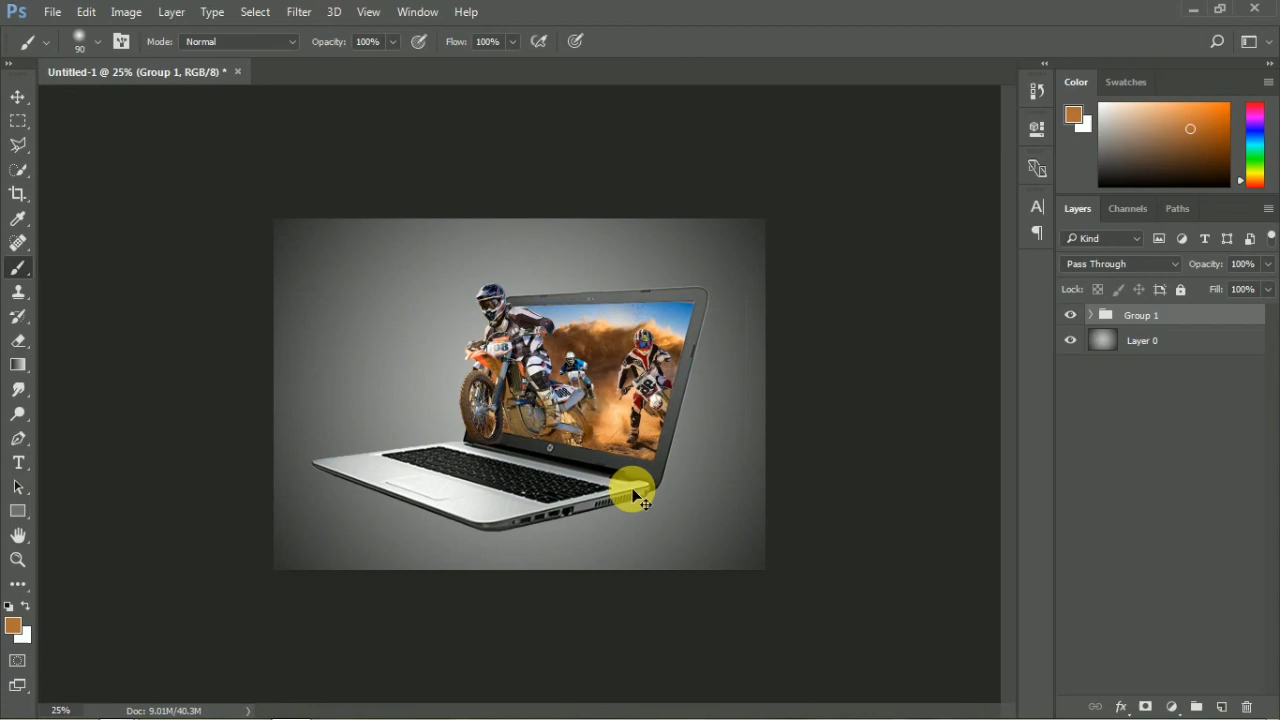 Ps File Edit Image Layer Type Select Filter 3D View Window Help
90 Mode: Normal Opacity: 100% Flow: 100%
Untitled-1 @ 25% (Group 1, RGB/8) * ×
Color Swatches
Layers Channels Paths
Kind
Pass Through Opacity: 100%
Lock: Fill: 100%
Group 1
Layer 0
25% Doc: 9.01M/40.3M